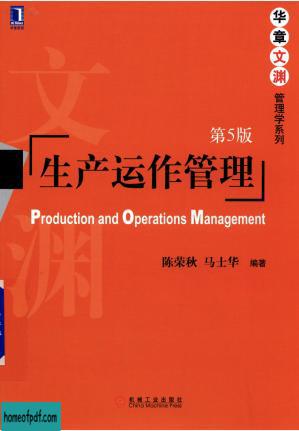 华章文渊
管理学系列
文渊
第5版
「生产运作管理」
Production and Operations Management
陈荣秋 马士华 编著
机械工业出版社
China Machine Press
homeofpdf.com